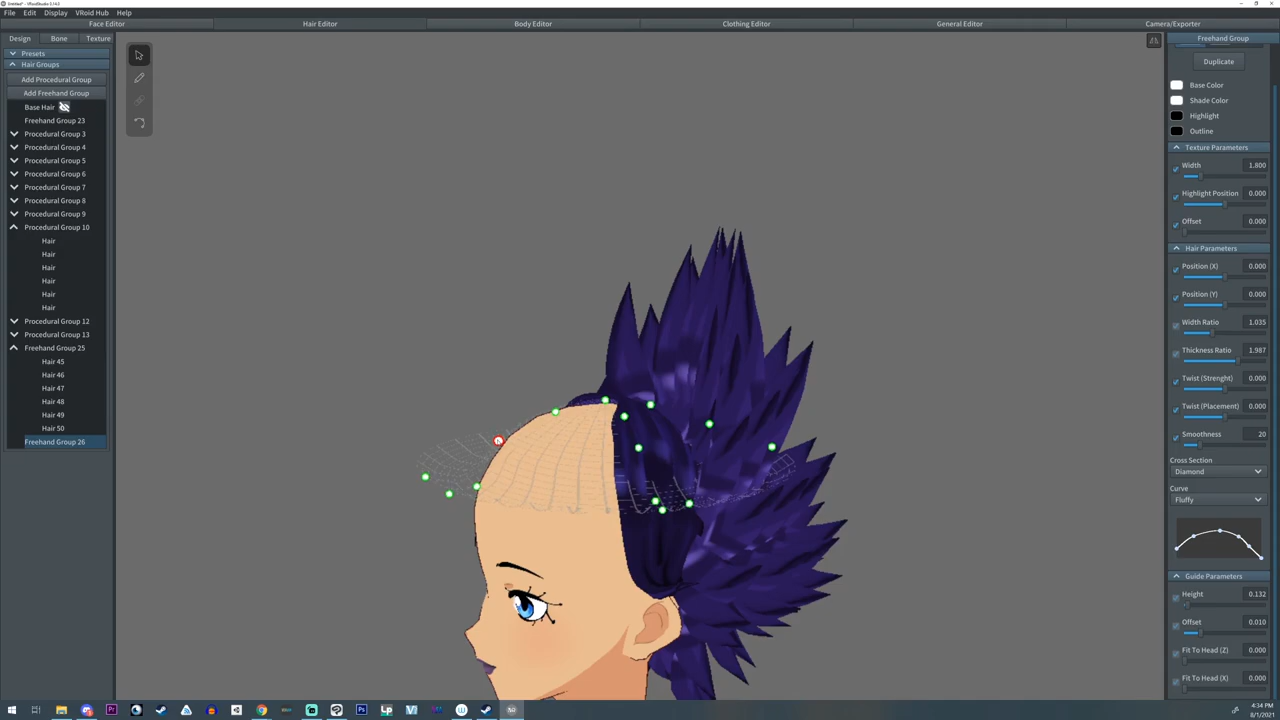 Untitled* - VRoidStudio 0.14.0
File Edit Display VRoid Hub Help
Face Editor Hair Editor Body Editor Clothing Editor General Editor Camera/Exporter
Design Bone Texture
Presets
Hair Groups
Add Procedural Group
Add Freehand Group
Base Hair
Freehand Group 23
Procedural Group 3
Procedural Group 4
Procedural Group 5
Procedural Group 6
Procedural Group 7
Procedural Group 8
Procedural Group 9
Procedural Group 10
Hair
Hair
Hair
Hair
Hair
Hair
Procedural Group 12
Procedural Group 13
Freehand Group 25
Hair 45
Hair 46
Hair 47
Hair 48
Hair 49
Hair 50
Freehand Group 26
Freehand Group
Duplicate
Base Color
Shade Color
Highlight
Outline
Texture Parameters
Width 1.800
Highlight Position 0.000
Offset 0.000
Hair Parameters
Position (X) 0.000
Position (Y) 0.000
Width Ratio 1.035
Thickness Ratio 1.987
Twist (Strenght) 0.000
Twist (Placement) 0.000
Smoothness 20
Cross Section
Diamond
Curve
Fluffy
Guide Parameters
Height 0.132
Offset 0.010
Fit To Head (Z) 0.000
Fit To Head (X) 0.000
4:34 PM
8/1/2021